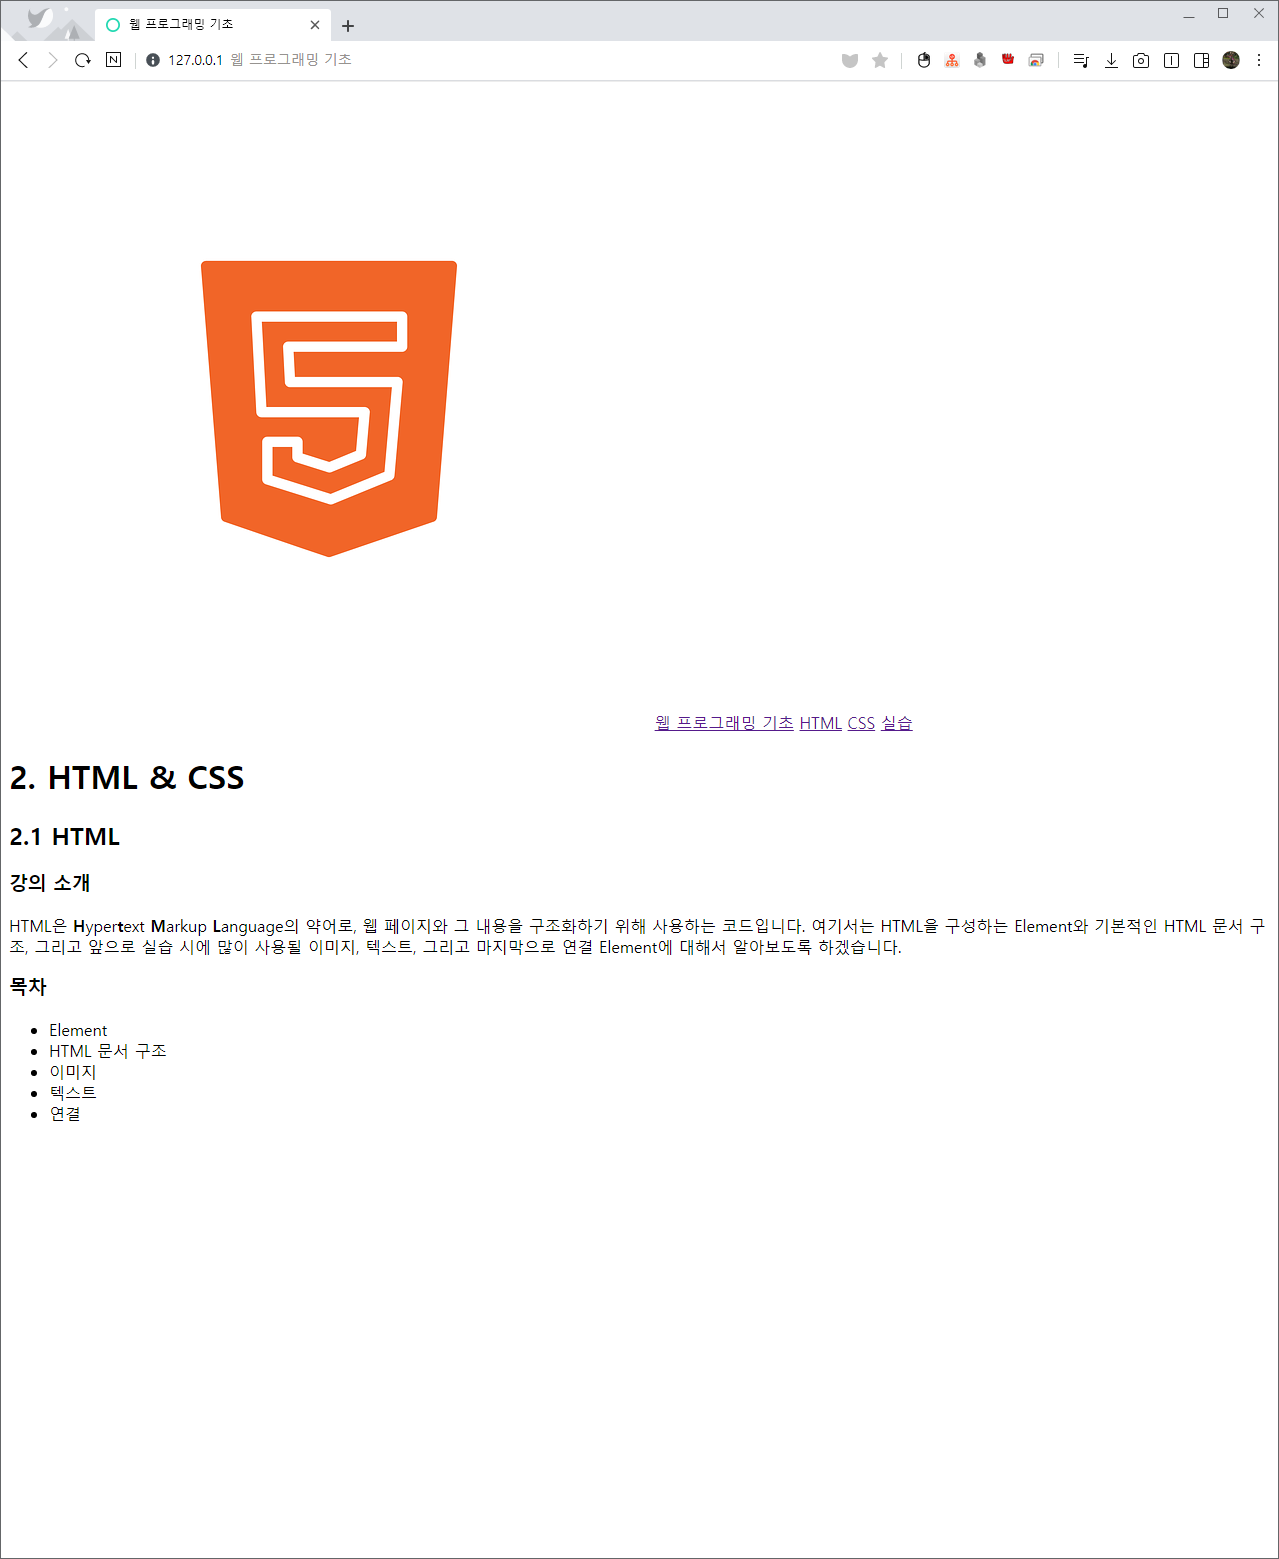 웹 프로그래밍 기초
127.0.0.1 웹 프로그래밍 기초
웹 프로그래밍 기초 HTML CSS 실습
2. HTML & CSS
2.1 HTML
강의 소개
HTML은 Hypertext Markup Language의 약어로, 웹 페이지와 그 내용을 구조화하기 위해 사용하는 코드입니다. 여기서는 HTML을 구성하는 Element와 기본적인 HTML 문서 구
조, 그리고 앞으로 실습 시에 많이 사용될 이미지, 텍스트, 그리고 마지막으로 연결 Element에 대해서 알아보도록 하겠습니다.
목차
Element
HTML 문서 구조
이미지
텍스트
연결